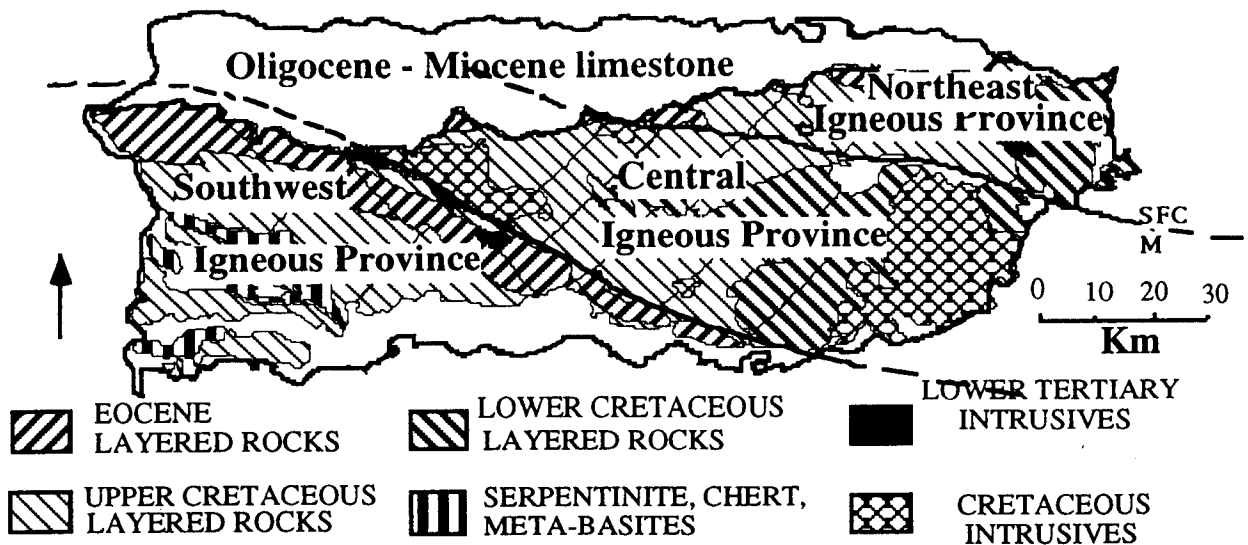 Oligocene - Miocene limestone
Northeast
Igneous Province
Southwest
Igneous Province
Central
Igneous Province
SFC
M
0 10 20 30
Km
EOCENE
LAYERED ROCKS
LOWER CRETACEOUS
LAYERED ROCKS
LOWER TERTIARY
INTRUSIVES
UPPER CRETACEOUS
LAYERED ROCKS
SERPENTINITE, CHERT,
META-BASITES
CRETACEOUS
INTRUSIVES